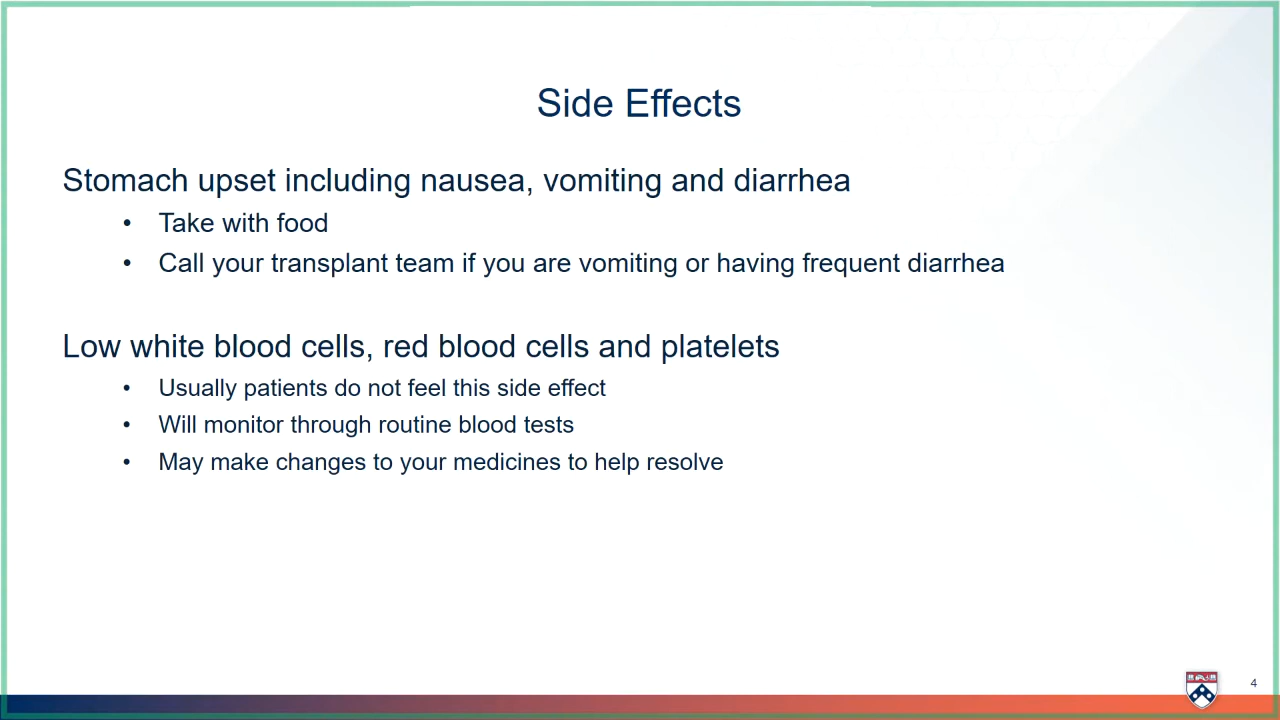 Side Effects
Stomach upset including nausea, vomiting and diarrhea
• Take with food
• Call your transplant team if you are vomiting or having frequent diarrhea
Low white blood cells, red blood cells and platelets
• Usually patients do not feel this side effect
• Will monitor through routine blood tests
• May make changes to your medicines to help resolve
4